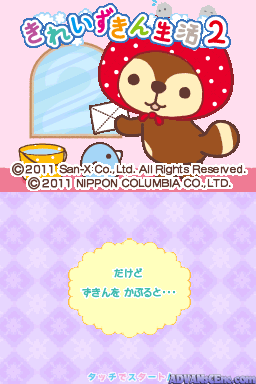 きれいずきん生活2
©2011 San-X Co., Ltd. All Rights Reserved.
©2011 NIPPON COLUMBIA CO., LTD.
だけど
ずきんを かぶると・・・
タッチでスタート